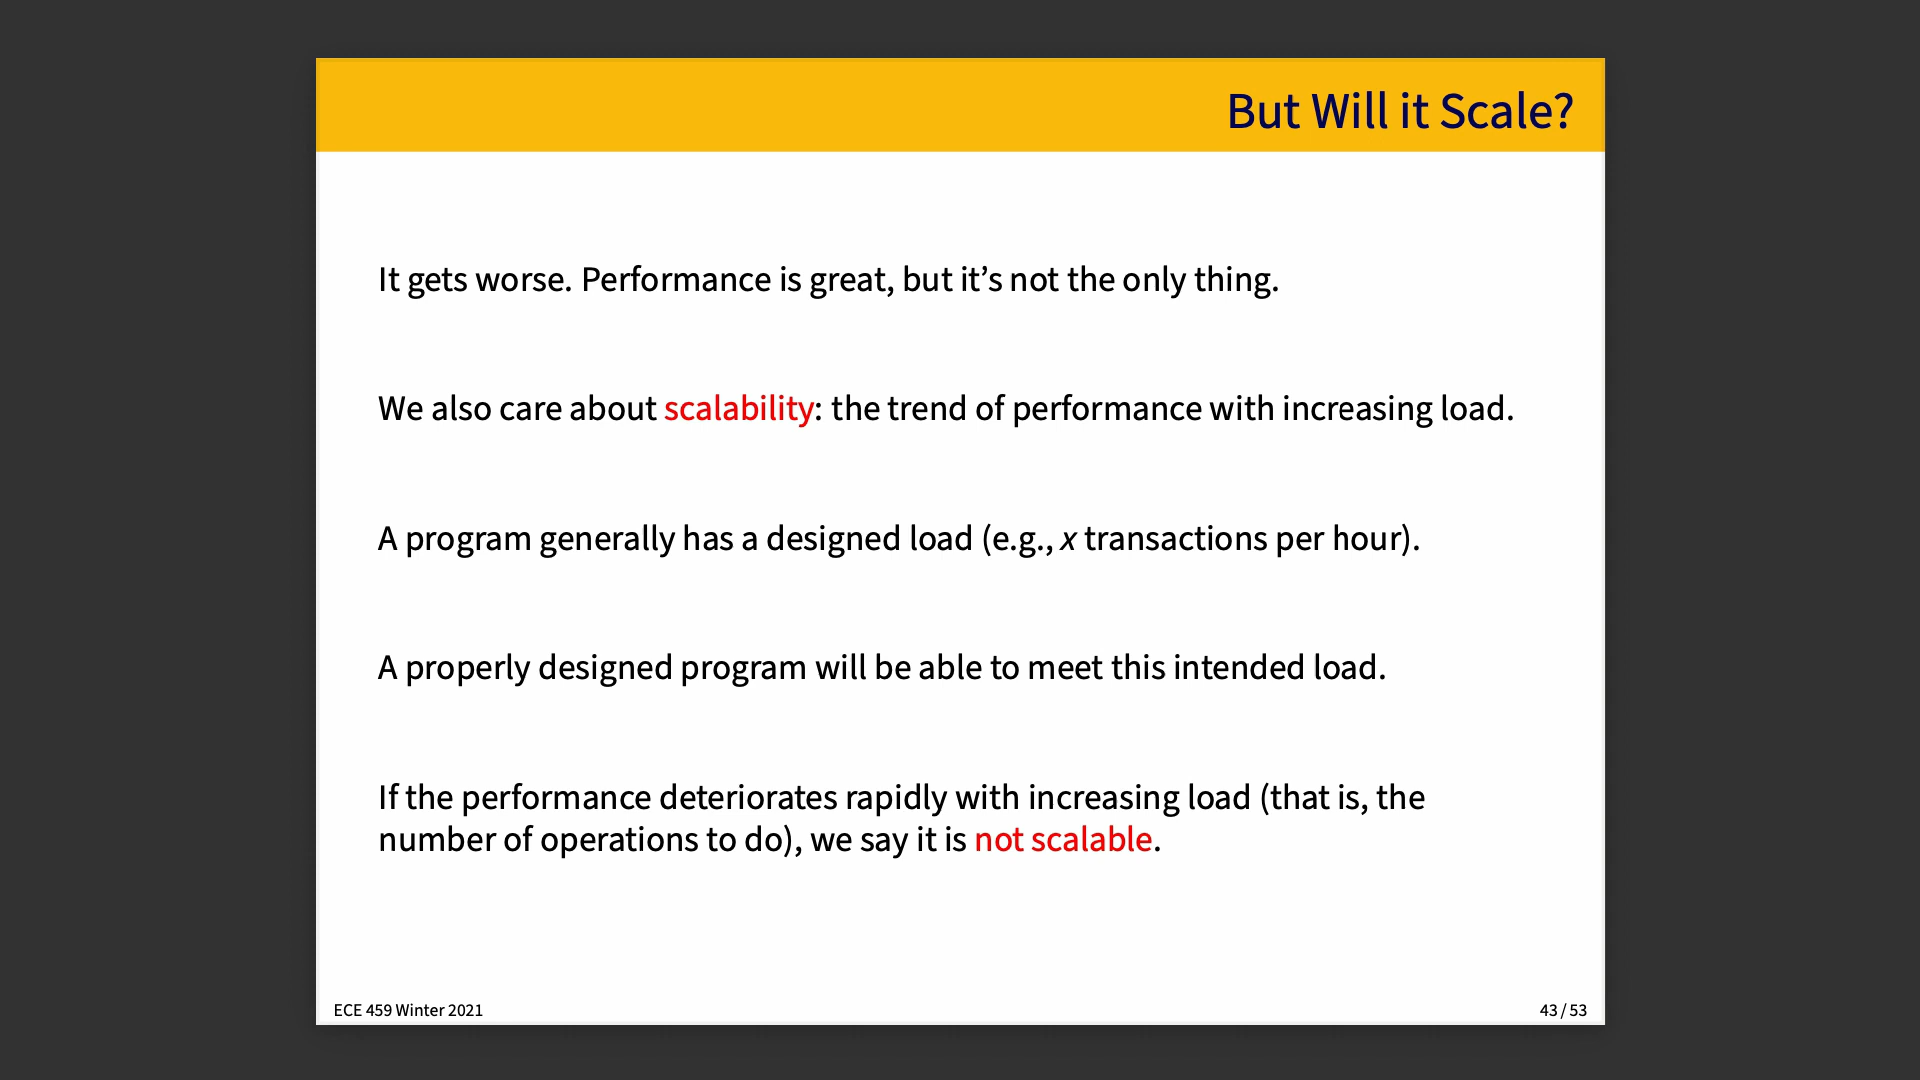 But Will it Scale?
It gets worse. Performance is great, but it’s not the only thing.
We also care about scalability: the trend of performance with increasing load.
A program generally has a designed load (e.g., x transactions per hour).
A properly designed program will be able to meet this intended load.
If the performance deteriorates rapidly with increasing load (that is, the
number of operations to do), we say it is not scalable.
ECE 459 Winter 2021
43 / 53